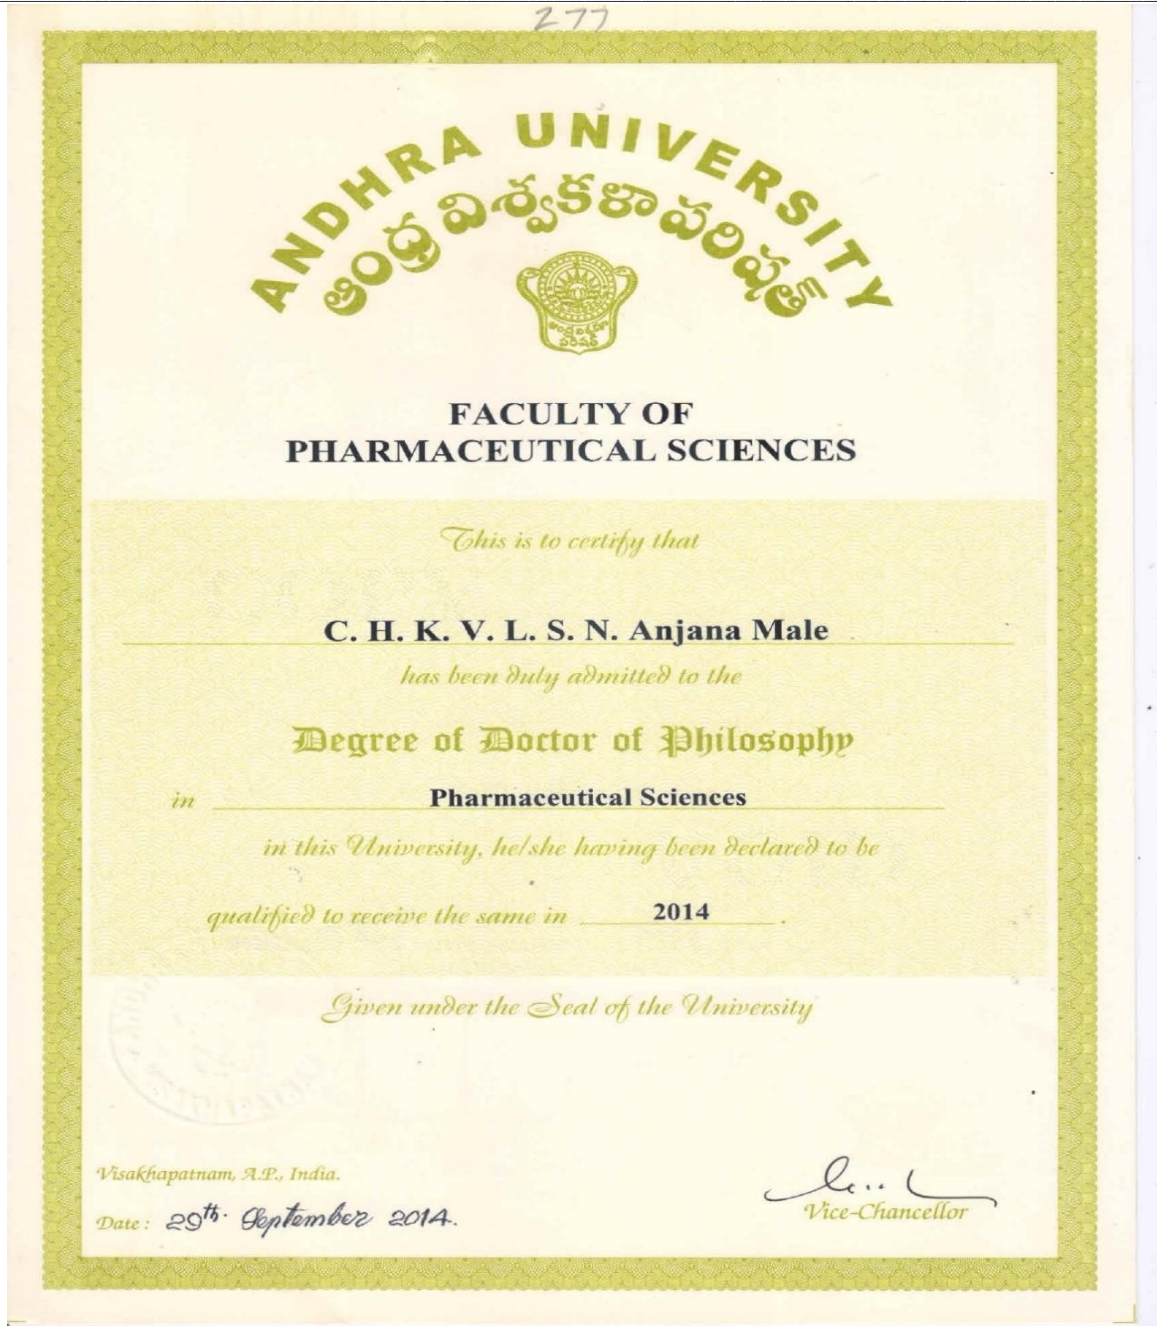 277
ANDHRA UNIVERSITY
ఆంధ్ర విశ్వకళా పరిషత్
FACULTY OF
PHARMACEUTICAL SCIENCES
This is to certify that
C. H. K. V. L. S. N. Anjana Male
has been duly admitted to the
Degree of Doctor of Philosophy
in Pharmaceutical Sciences
in this University, he/she having been declared to be
qualified to receive the same in 2014 .
Given under the Seal of the University
Visakhapatnam, A.P., India.
Date : 29th. September 2014.
Vice-Chancellor